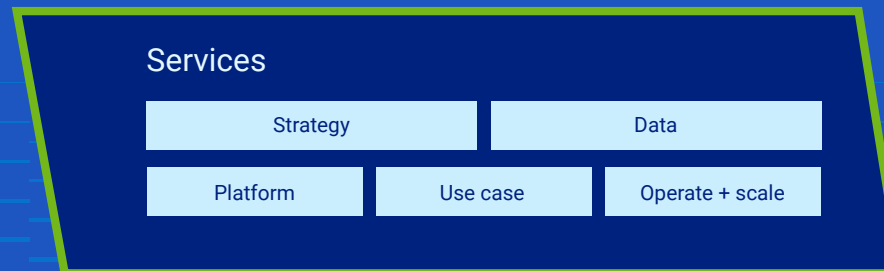 Services
Strategy
Data
Platform
Use case
Operate + scale